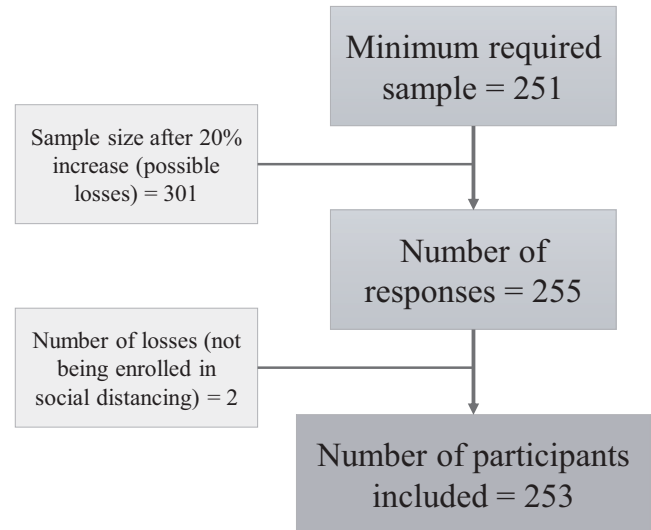 Minimum required
sample = 251
Sample size after 20%
increase (possible
losses) = 301
Number of
responses = 255
Number of losses (not
being enrolled in
social distancing) = 2
Number of participants
included = 253